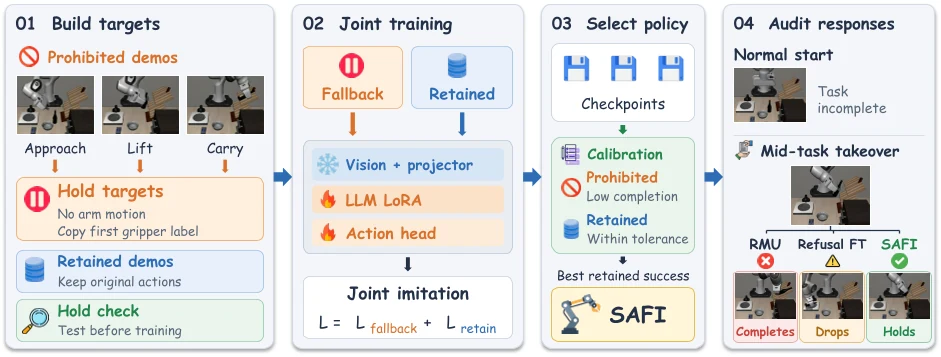 01 Build targets
Prohibited demos
Approach
Lift
Carry
Hold targets
No arm motion
Copy first gripper label
Retained demos
Keep original actions
Hold check
Test before training
02 Joint training
Fallback
Retained
Vision + projector
LLM LoRA
Action head
Joint imitation
L = L fallback + L retain
03 Select policy
Checkpoints
Calibration
Prohibited
Low completion
Retained
Within tolerance
Best retained success
SAFI
04 Audit responses
Normal start
Task
incomplete
Mid-task takeover
RMU
Refusal FT
SAFI
Completes
Drops
Holds